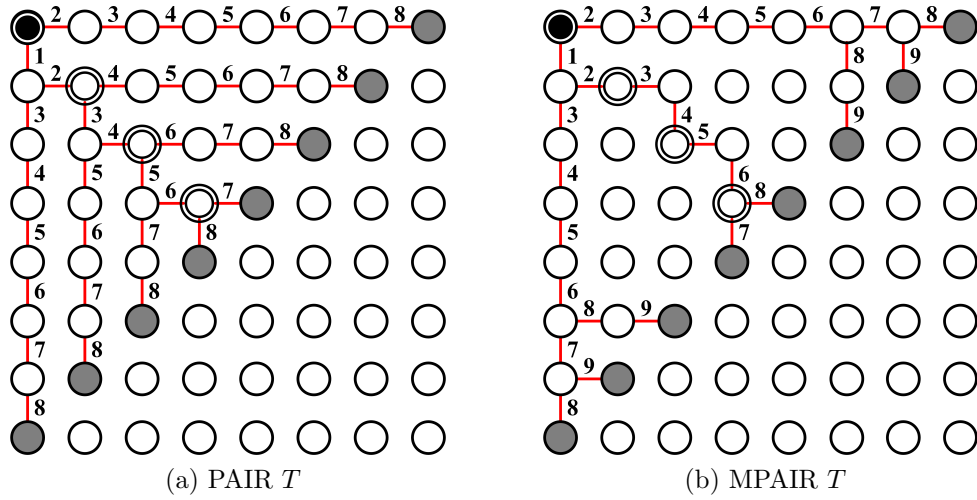 2 3 4 5 6 7 8 2 3 4 5 6 7 8
1 1 8 9
2 4 5 6 7 8 2 3
3 3 3 4 9
4 6 7 8 5
4 5 5 4 6
6 7 8
5 6 7 8 5 7
6 7 8 6
8 9
7 8 7
9
8 8
(a) PAIR T (b) MPAIR T